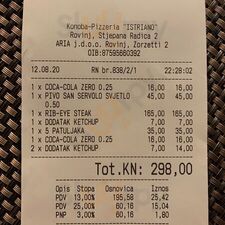 Konoba-Pizzeria "ISTRIANO"
Rovinj, Stjepana Radica 2
ARIA j.d.o.o. Rovinj, Zorzetti 2
OIB:87595660392
12.08.20 RN br.838/2/1 22:28:02
1 x COCA-COLA ZERO 0.25 16,00 16,00
1 x PIVO SAN SERVOLO SVJETLO 45,00 45,00
0.50
1 x RIB-EYE STEAK
1 x DODATAK KETCHUP 7,00 7,00
1 x 5 PATULJAKA 35,00 35,00
1 x COCA-COLA ZERO 0.25 16,00 16,00
2 x DODATAK KETCHUP 7,00 14,00
Tot.KN: 298,00
Opis Stopa Osnovica Iznos
PDV 13,00% 195,58 25,42
PDV 25,00% 60,16 15,04
PNP 3,00% 60,16 1,80